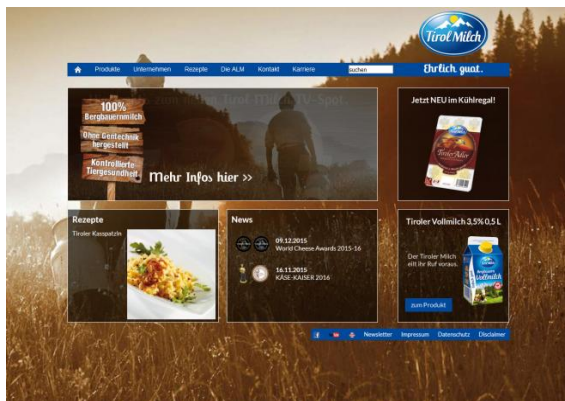 Tirol Milch
Produkte Unternehmen Rezepte Die ALM Kontakt Karriere suchen Ehrlich guat.
100%
Bergbauernmilch
Ohne Gentechnik
hergestellt
Kontrollierte
Tiergesundheit
Mehr Infos hier >>
Jetzt NEU im Kühlregal!
Rezepte
Tiroler Kasspatzln
News
09.12.2015
World Cheese Awards 2015-16
16.11.2015
KÄSE-KAISER 2016
Tiroler Vollmilch 3,5% 0,5 L
Der Tiroler Milch
eilt ihr Ruf voraus.
Vollmilch
zum Produkt
Newsletter Impressum Datenschutz Disclaimer